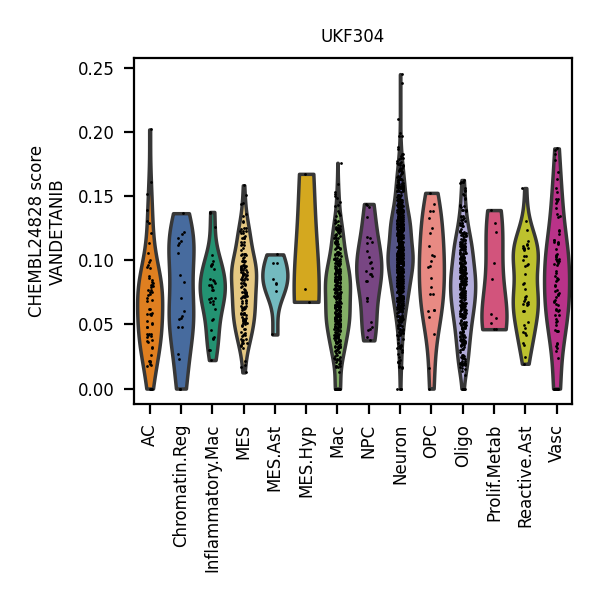 UKF304
CHEMBL24828 score
VANDETANIB
0.25
0.20
0.15
0.10
0.05
0.00
AC
Chromatin.Reg
Inflammatory.Mac
MES
MES.Ast
MES.Hyp
Mac
NPC
Neuron
OPC
Oligo
Prolif.Metab
Reactive.Ast
Vasc